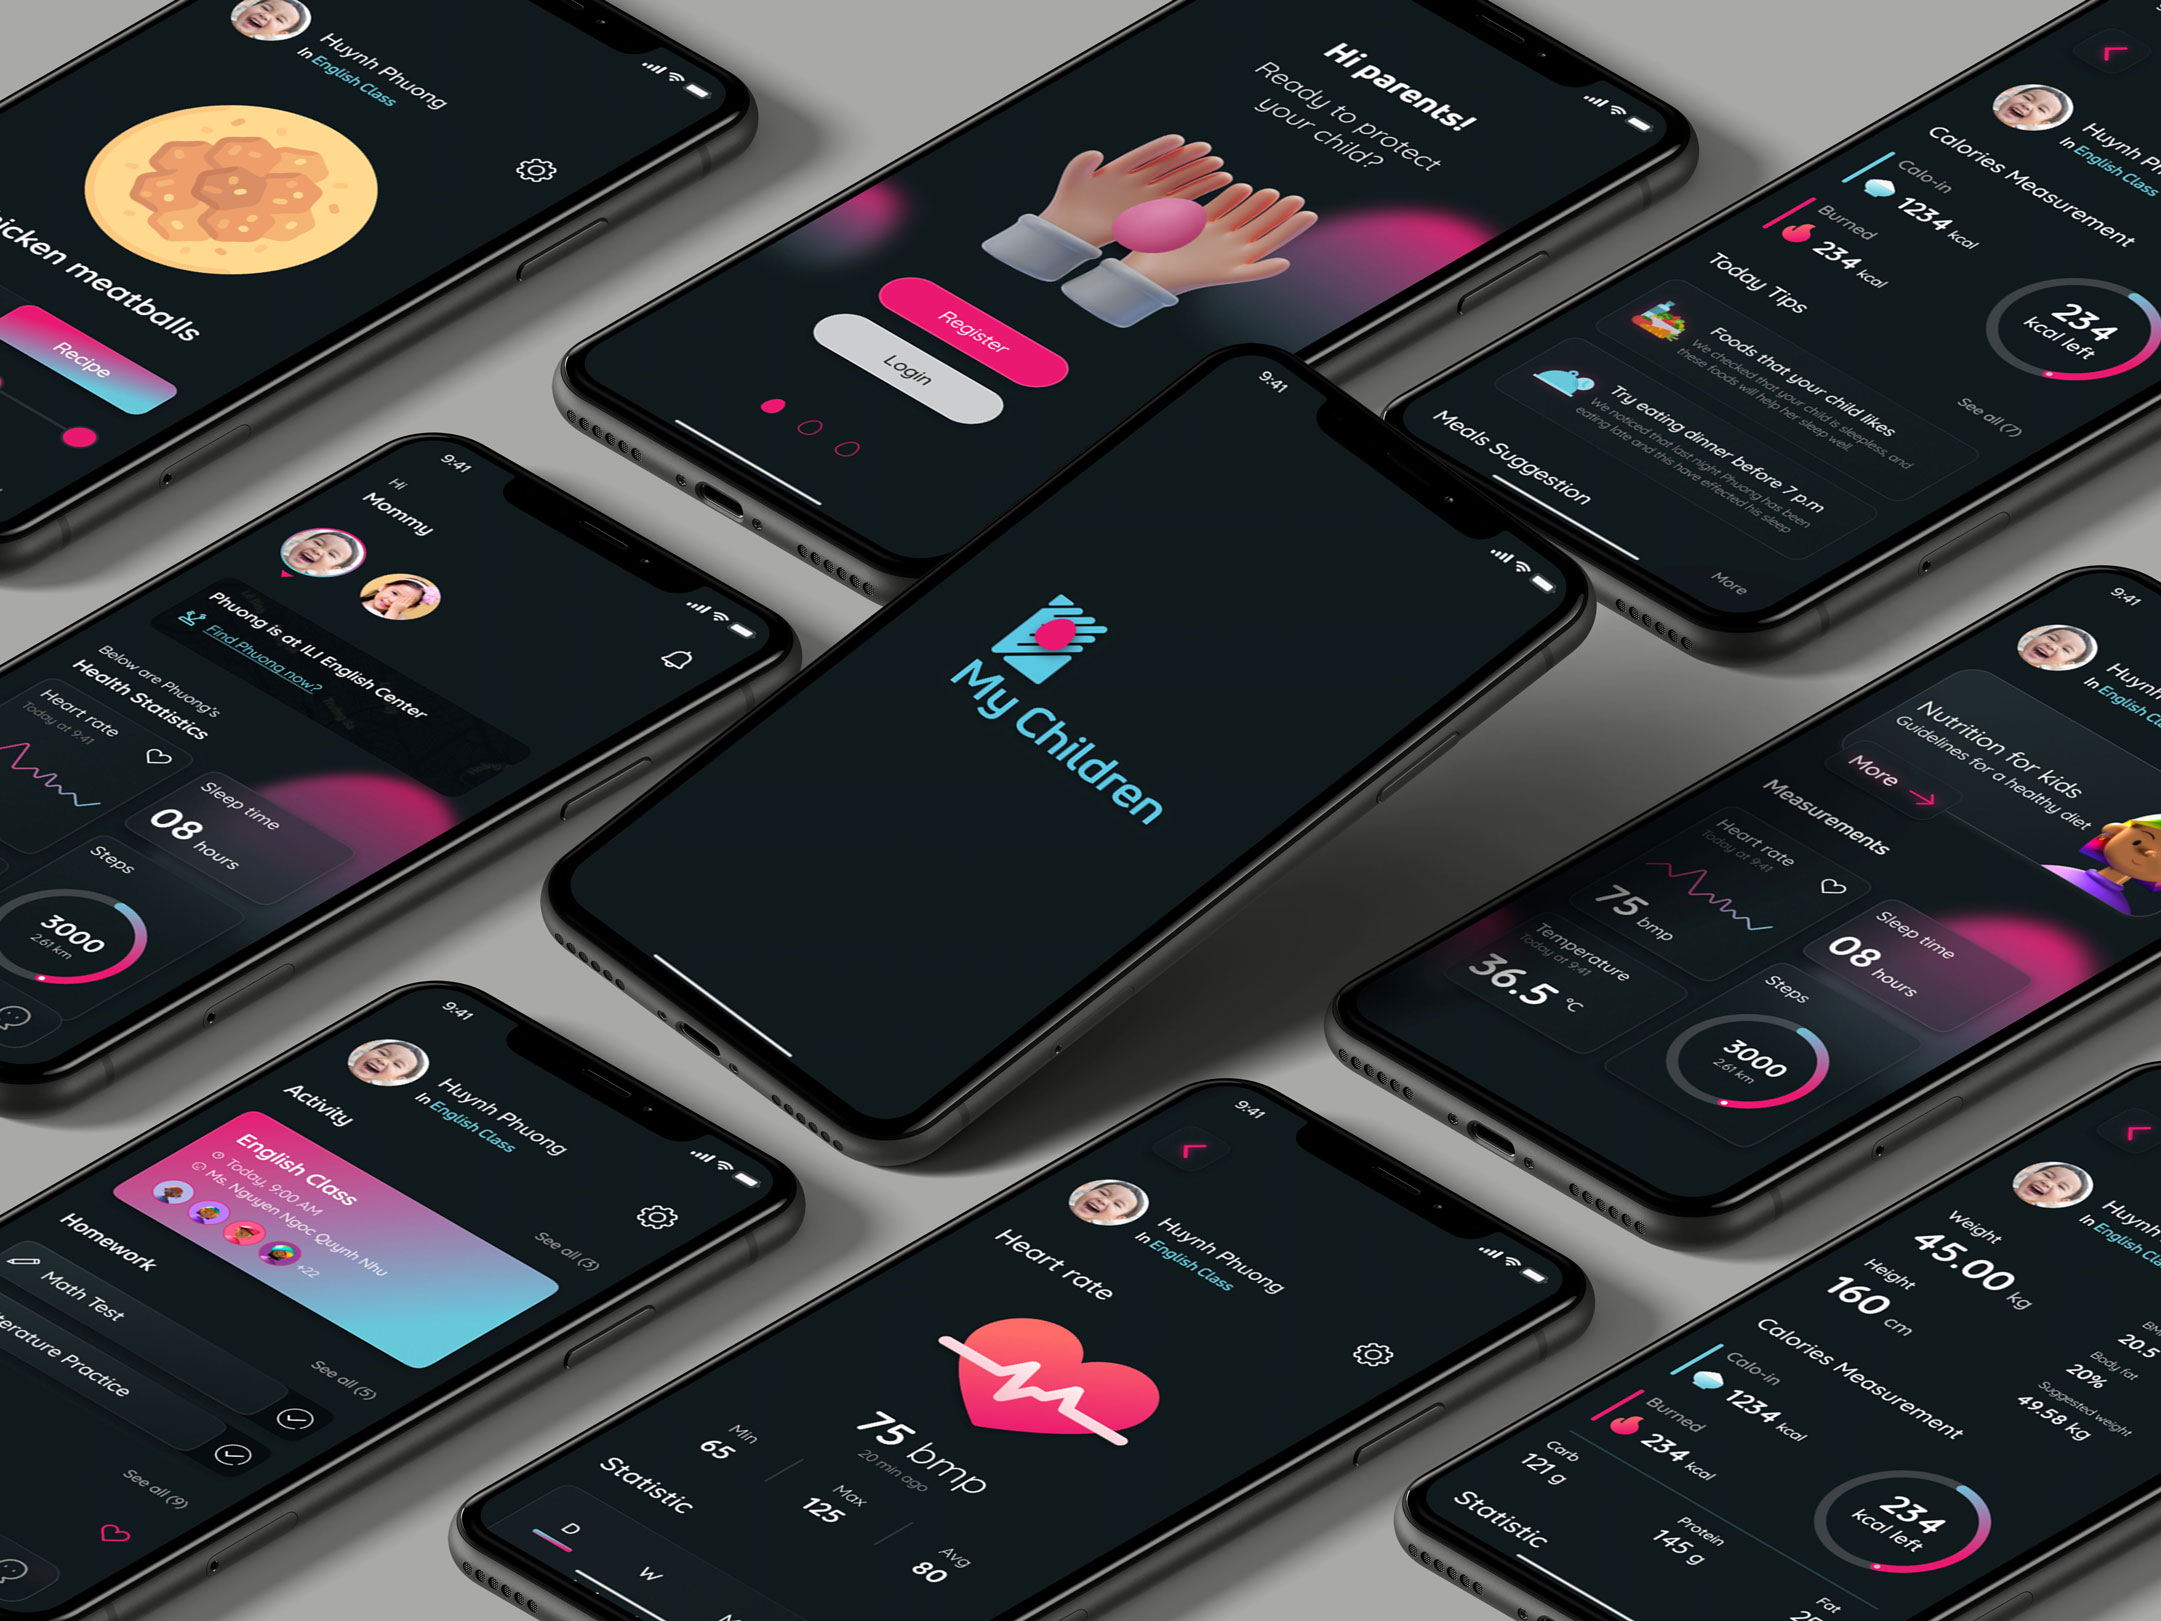 Huynh Phuong
In English Class
icken meatballs
Recipe
Hi parents!
Ready to protect
your child?
Register
Login
Huynh P
In English Class
Calories Measurement
Calo-in
1234 kcal
Burned
234 kcal
234
kcal left
Today Tips
See all (7)
Foods that your child likes
We checked that your child is sleepless, and
these foods will help her sleep well.
Try eating dinner before 7 p.m
We noticed that last night Phuong has been
eating late and this have effected his sleep
Meals Suggestion
More
9:41
Hi
Mommy
Phuong is at ILI English Center
Find Phuong now?
Below are Phuong's
Health Statistics
Heart rate
Today at 9:41
Sleep time
08 hours
Steps
3000
2.61 km
9:41
My Children
9:41
Huynh
In English Cl
Nutrition for kids
Guidelines for a healthy diet
More
Measurements
Heart rate
Today at 9:41
75 bmp
Sleep time
08 hours
Temperature
Today at 9:41
36.5 °C
Steps
3000
2.61 km
9:41
Huynh Phuong
In English Class
Activity
See all (3)
English Class
Today, 9:00 AM
Ms. Nguyen Ngoc Quynh Nhu
+22
Homework
See all (5)
Math Test
terature Practice
See all (9)
9:41
Huynh Phuong
In English Class
Heart rate
75 bmp
20 min ago
Min
65
Max
125
Avg
80
Statistic
D
W
Huynh
In English Cl
Weight
45.00 kg
Height
160 cm
BM
20.5
Body fat
20%
Suggested weight
49.58 kg
Calories Measurement
Calo-in
1234 kcal
Burned
234 kcal
234
kcal left
Carb
121 g
Protein
145 g
Fat
Statistic